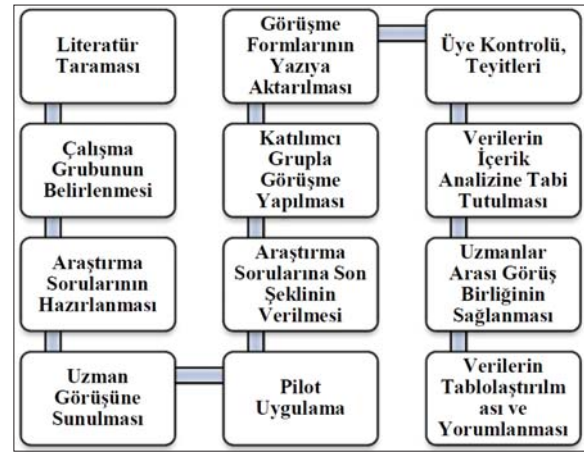 Literatür
Taraması
Çalışma
Grubunun
Belirlenmesi
Araştırma
Sorularının
Hazırlanması
Uzman
Görüşüne
Sunulması
Pilot
Uygulama
Araştırma
Sorularına Son
Şeklinin
Verilmesi
Katılımcı
Grupla
Görüşme
Yapılması
Görüşme
Formlarının
Yazıya
Aktarılması
Üye Kontrolü,
Teyitleri
Verilerin
İçerik
Analizine Tabi
Tutulması
Uzmanlar
Arası Görüş
Birliğinin
Sağlanması
Verilerin
Tablolaştırılm
ası ve
Yorumlanması